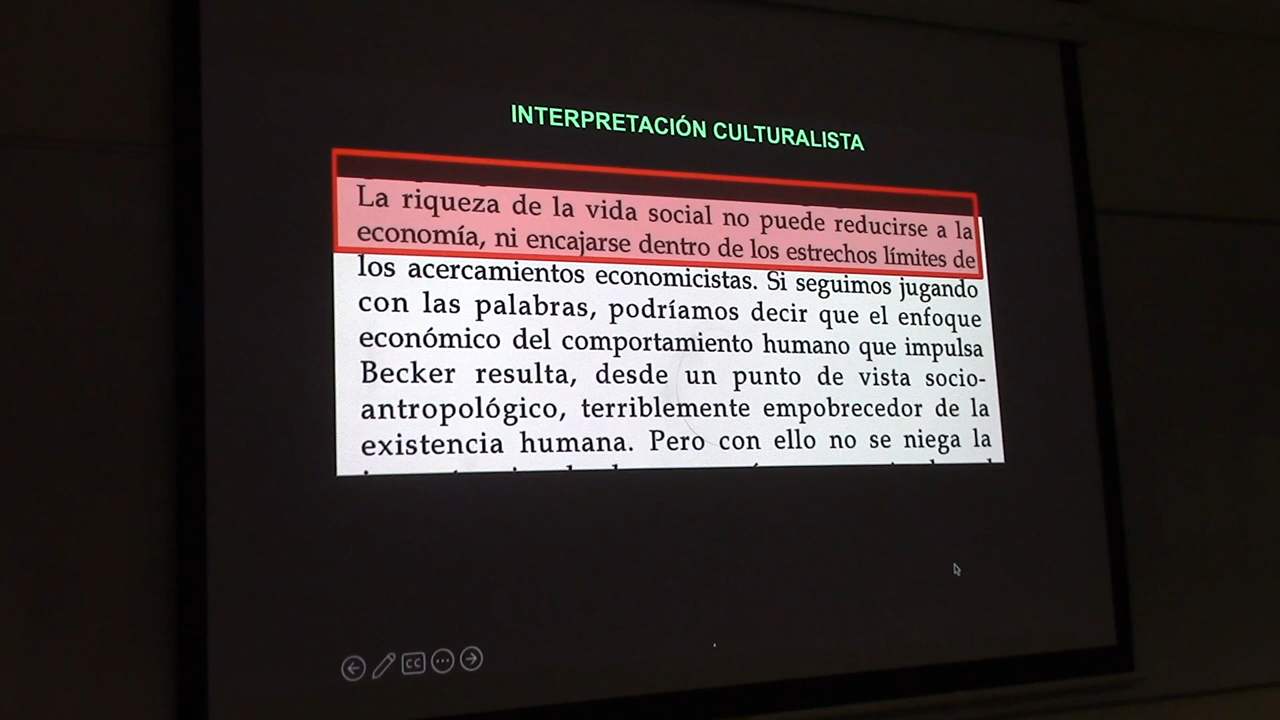 INTERPRETACIÓN CULTURALISTA
La riqueza de la vida social no puede reducirse a la
economía, ni encajarse dentro de los estrechos límites de
los acercamientos economicistas. Si seguimos jugando
con las palabras, podríamos decir que el enfoque
económico del comportamiento humano que impulsa
Becker resulta, desde un punto de vista socio-
antropológico, terriblemente empobrecedor de la
existencia humana. Pero con ello no se niega la
CC